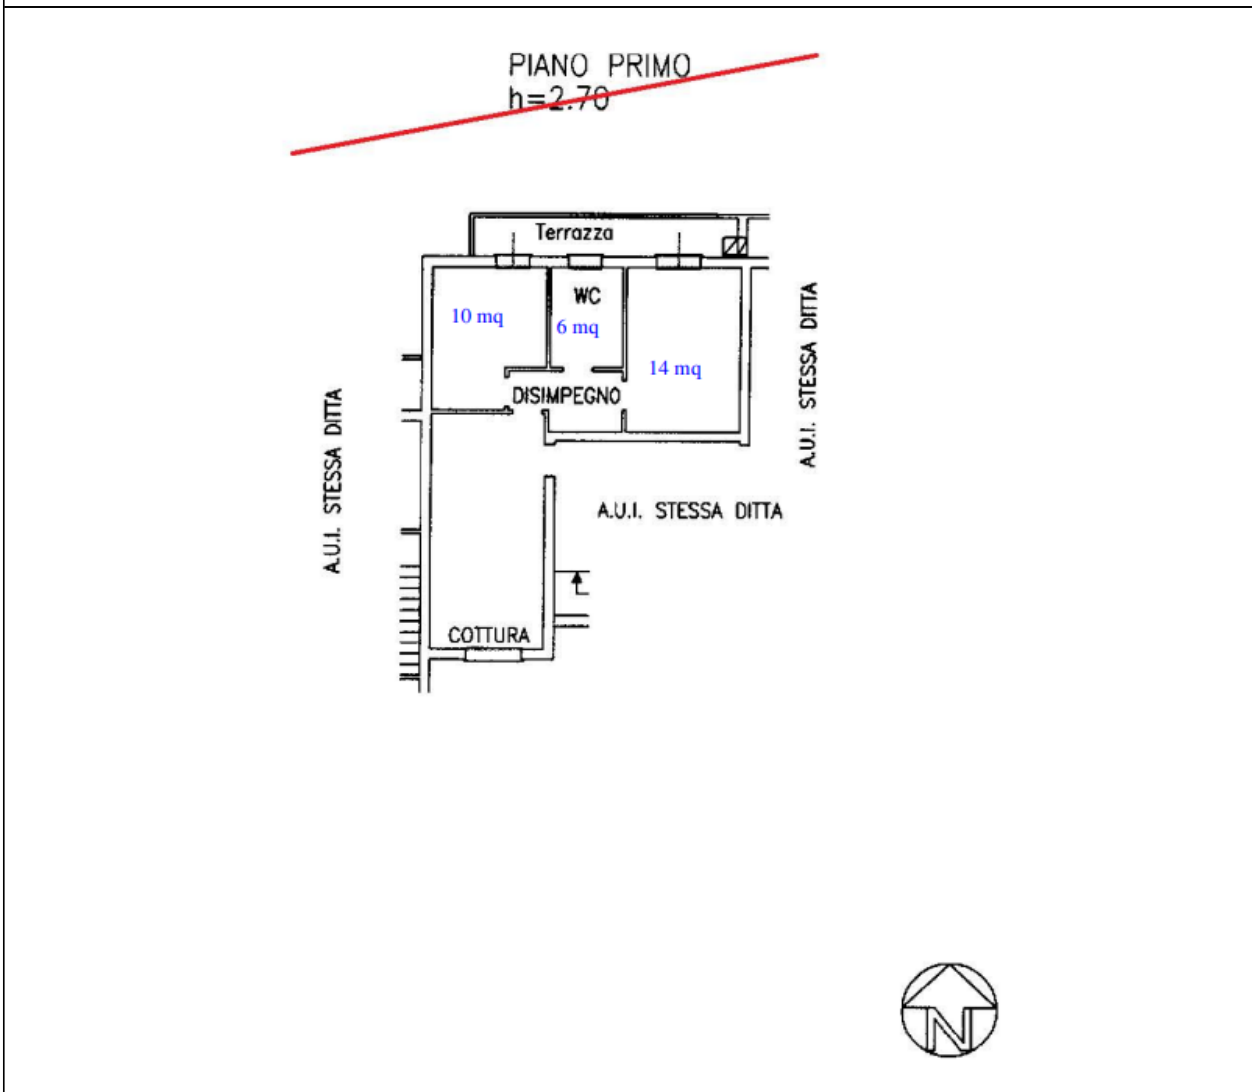 PIANO PRIMO
h=2.70
Terrazza
WC
10 mq
6 mq
14 mq
DISIMPEGNO
A.U.I. STESSA DITTA
A.U.I. STESSA DITTA
A.U.I. STESSA DITTA
COTTURA
N